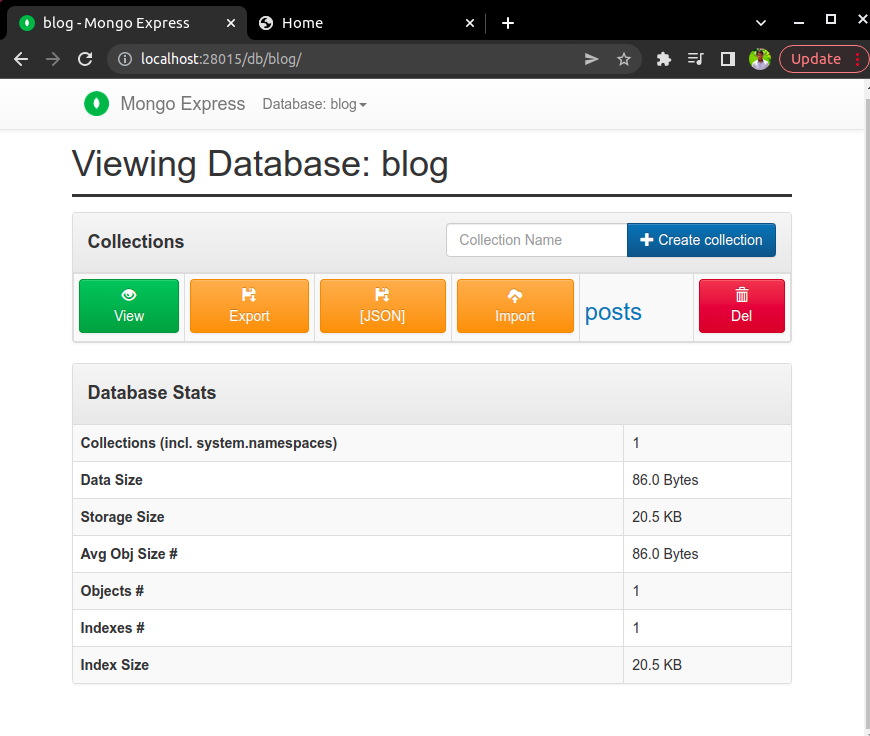 blog - Mongo Express
Home
localhost:28015/db/blog/
Update
Mongo Express Database: blog
Viewing Database: blog
Collections
Collection Name
Create collection
View
Export
[JSON]
Import
posts
Del
Database Stats
Collections (incl. system.namespaces) 1
Data Size 86.0 Bytes
Storage Size 20.5 KB
Avg Obj Size # 86.0 Bytes
Objects # 1
Indexes # 1
Index Size 20.5 KB